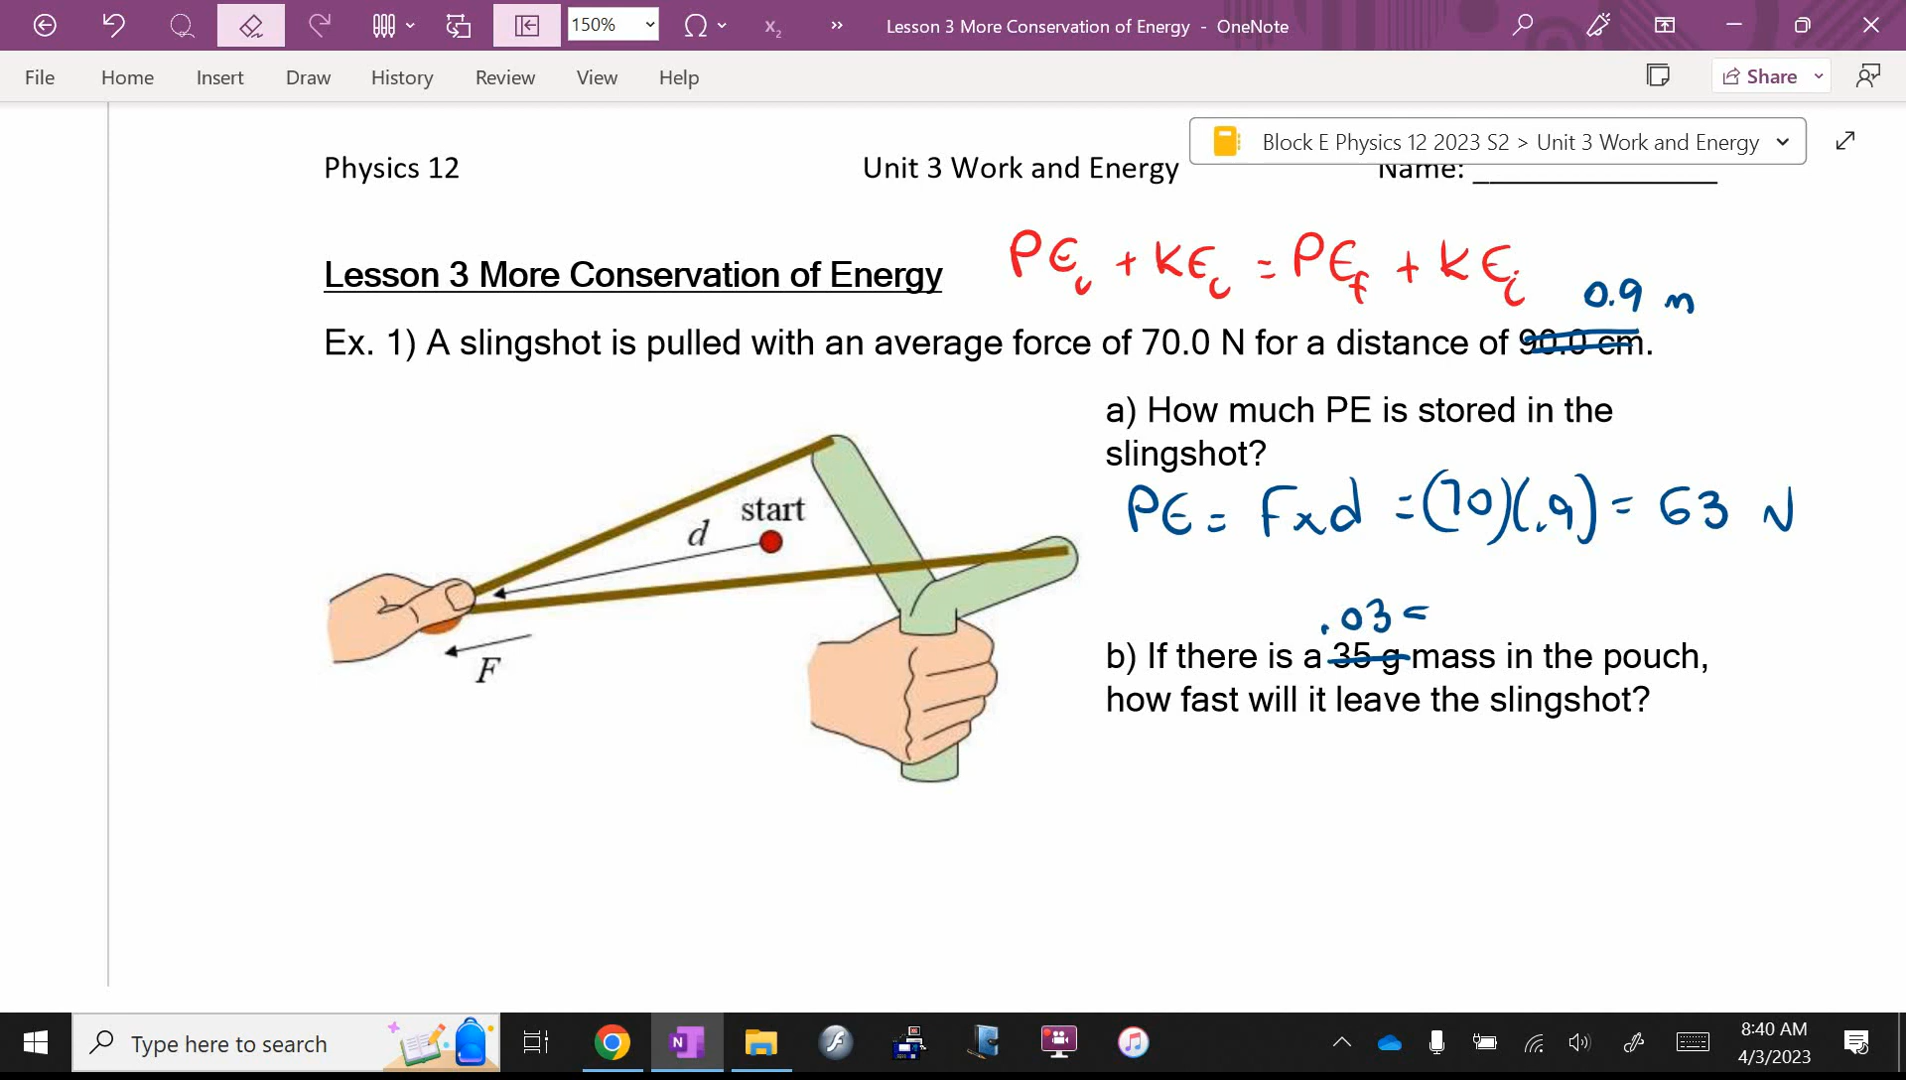 150%
Lesson 3 More Conservation of Energy - OneNote
File Home Insert Draw History Review View Help
Share
Block E Physics 12 2023 S2 > Unit 3 Work and Energy
Physics 12 Unit 3 Work and Energy Name: _______________
Lesson 3 More Conservation of Energy
PEi + KEi = PEf + KEi
0.9 m
Ex. 1) A slingshot is pulled with an average force of 70.0 N for a distance of 90.0 cm.
a) How much PE is stored in the
slingshot?
PE = Fxd = (70)(.9) = 63 N
start
d
F
.03
b) If there is a 35 g mass in the pouch,
how fast will it leave the slingshot?
Type here to search
8:40 AM
4/3/2023